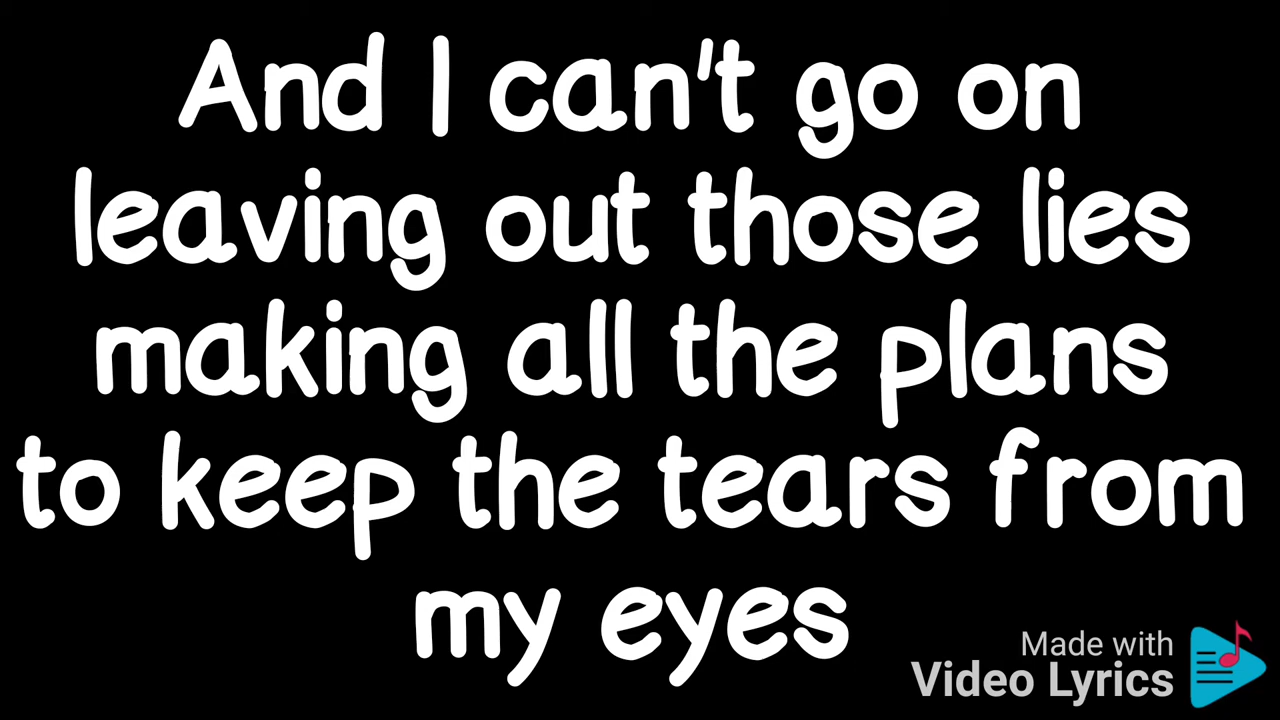 And I can't go on
leaving out those lies
making all the plans
to keep the tears from
my eyes
Made with
Video Lyrics